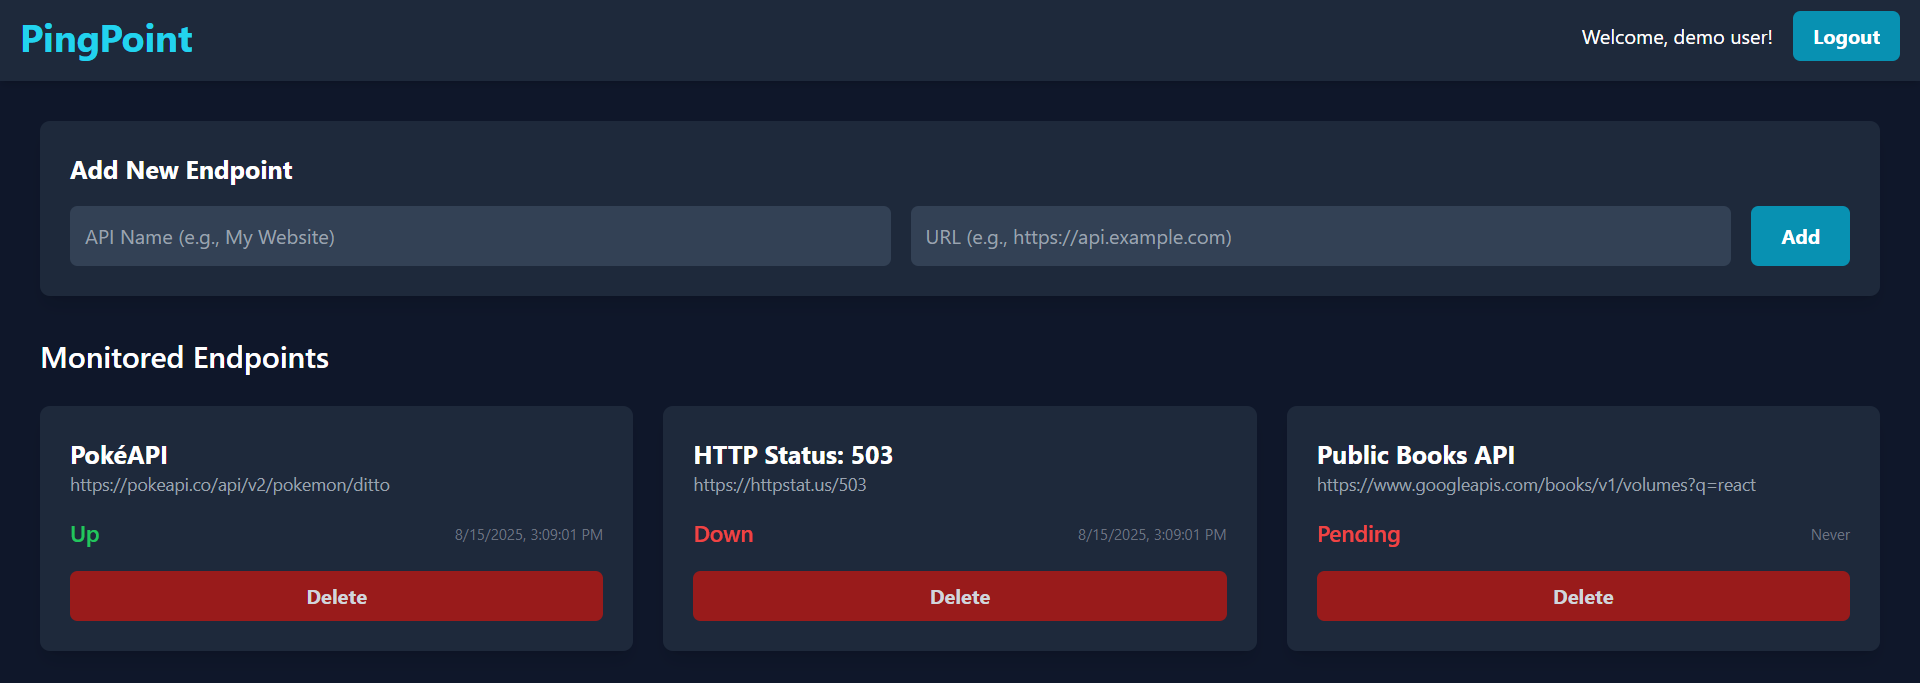 PingPoint
Welcome, demo user!
Logout
Add New Endpoint
API Name (e.g., My Website)
URL (e.g., https://api.example.com)
Add
Monitored Endpoints
PokéAPI
https://pokeapi.co/api/v2/pokemon/ditto
Up
8/15/2025, 3:09:01 PM
Delete
HTTP Status: 503
https://httpstat.us/503
Down
8/15/2025, 3:09:01 PM
Delete
Public Books API
https://www.googleapis.com/books/v1/volumes?q=react
Pending
Never
Delete